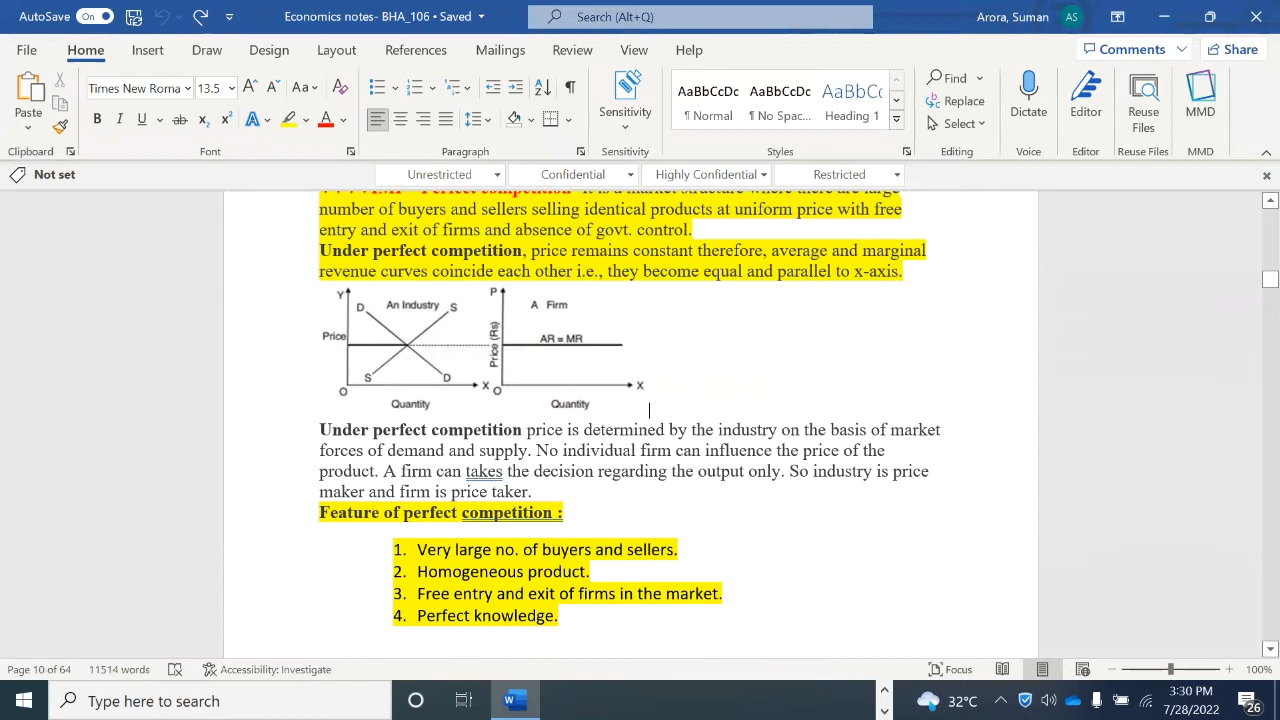 AutoSave On Economics notes- BHA_106 • Saved Search (Alt+Q) Arora, Suman AS
File Home Insert Draw Design Layout References Mailings Review View Help Comments Share
Times New Roma 13.5 Aa AaBbCcDc AaBbCcDc AaBbCc Find
Replace
Paste Sensitivity ¶ Normal ¶ No Spac... Heading 1 Select Dictate Editor Reuse Files MMD
Clipboard Font Paragraph Sensitivity Styles Editing Voice Editor Reuse Files MMD
Not set Unrestricted Confidential Highly Confidential Restricted
Perfect competition It is a market structure where there are large
number of buyers and sellers selling identical products at uniform price with free
entry and exit of firms and absence of govt. control.
Under perfect competition, price remains constant therefore, average and marginal
revenue curves coincide each other i.e., they become equal and parallel to x-axis.
Y D An Industry S P A Firm
Price Price (Rs) AR = MR
S D X X
O O
Quantity Quantity
Under perfect competition price is determined by the industry on the basis of market
forces of demand and supply. No individual firm can influence the price of the
product. A firm can takes the decision regarding the output only. So industry is price
maker and firm is price taker.
Feature of perfect competition :
1. Very large no. of buyers and sellers.
2. Homogeneous product.
3. Free entry and exit of firms in the market.
4. Perfect knowledge.
Page 10 of 64 11514 words Accessibility: Investigate Focus 100%
Type here to search 32°C 3:30 PM
7/28/2022 26